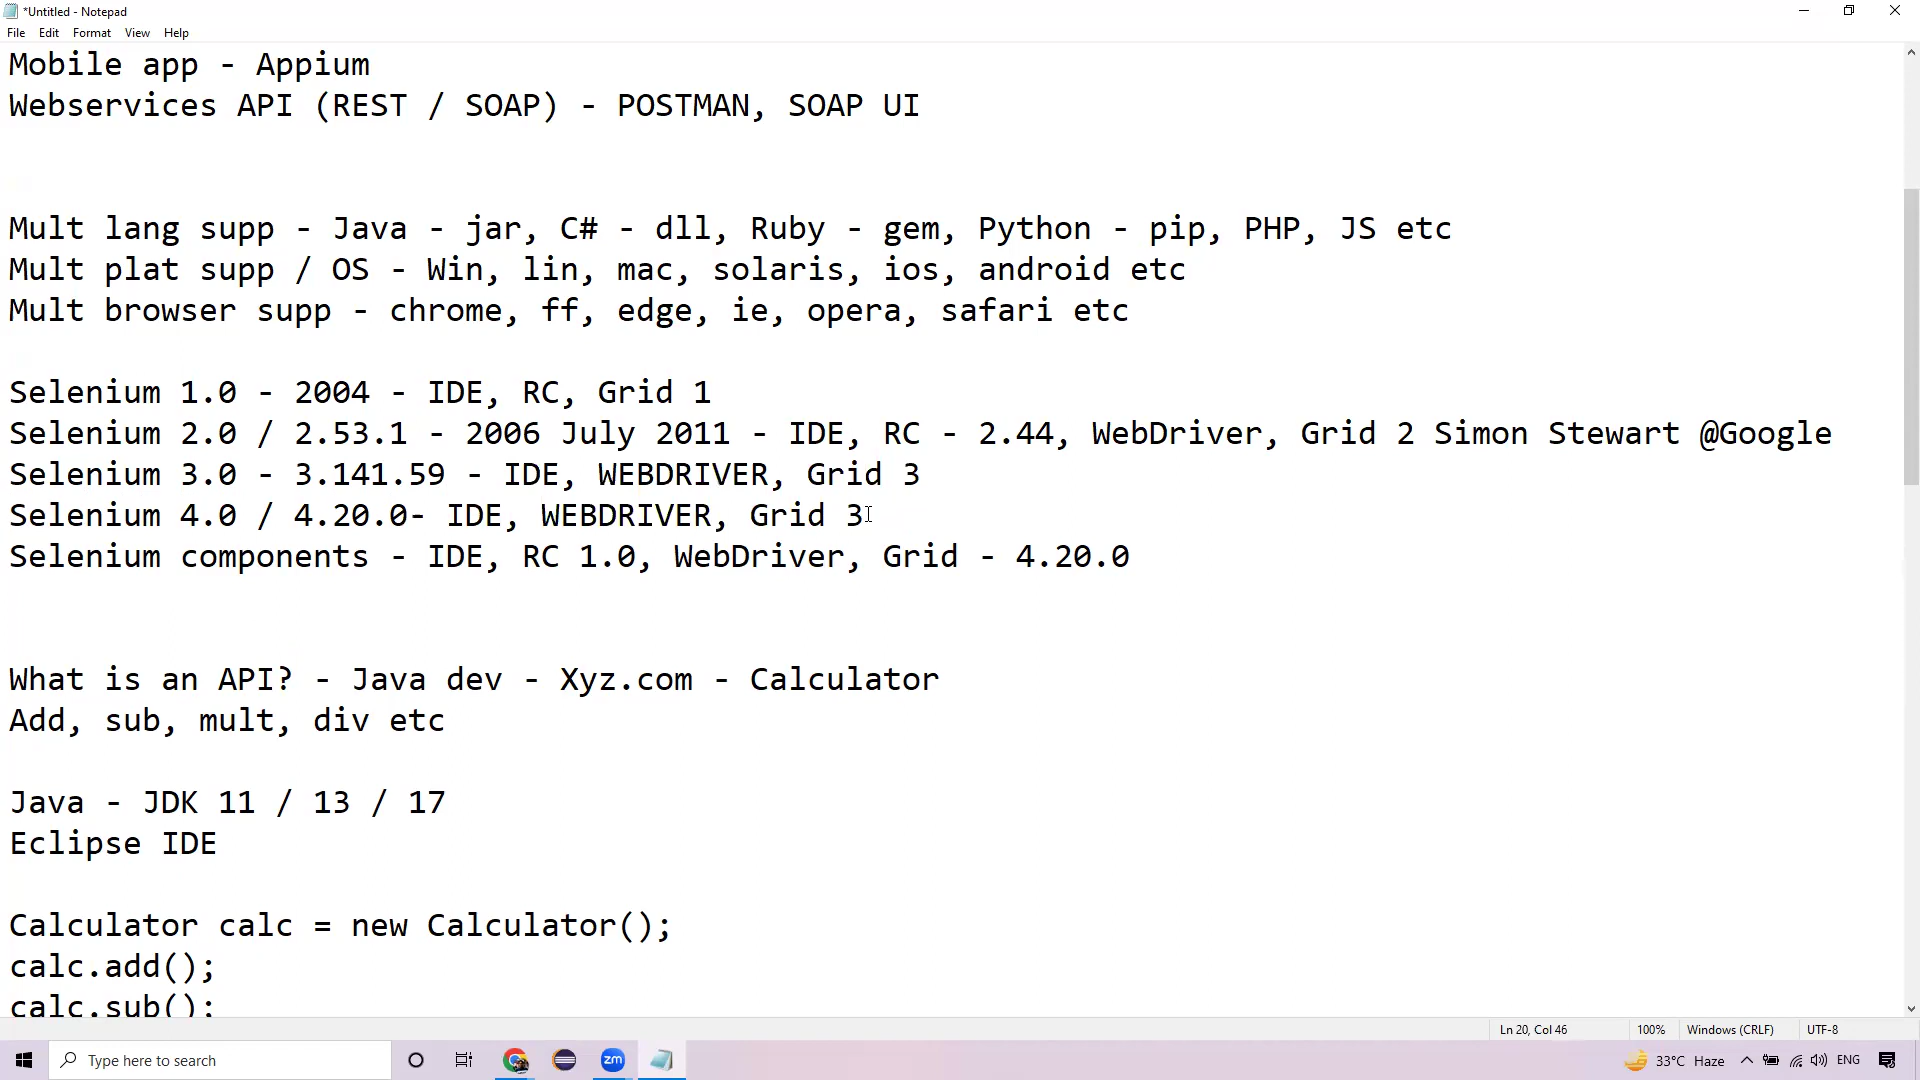 *Untitled - Notepad
File Edit Format View Help
Mobile app - Appium
Webservices API (REST / SOAP) - POSTMAN, SOAP UI
Mult lang supp - Java - jar, C# - dll, Ruby - gem, Python - pip, PHP, JS etc
Mult plat supp / OS - Win, lin, mac, solaris, ios, android etc
Mult browser supp - chrome, ff, edge, ie, opera, safari etc
Selenium 1.0 - 2004 - IDE, RC, Grid 1
Selenium 2.0 / 2.53.1 - 2006 July 2011 - IDE, RC - 2.44, WebDriver, Grid 2 Simon Stewart @Google
Selenium 3.0 - 3.141.59 - IDE, WEBDRIVER, Grid 3
Selenium 4.0 / 4.20.0- IDE, WEBDRIVER, Grid 3
Selenium components - IDE, RC 1.0, WebDriver, Grid - 4.20.0
What is an API? - Java dev - Xyz.com - Calculator
Add, sub, mult, div etc
Java - JDK 11 / 13 / 17
Eclipse IDE
Calculator calc = new Calculator();
calc.add();
calc.sub();
Ln 20, Col 46 100% Windows (CRLF) UTF-8
Type here to search zm 33°C Haze ENG